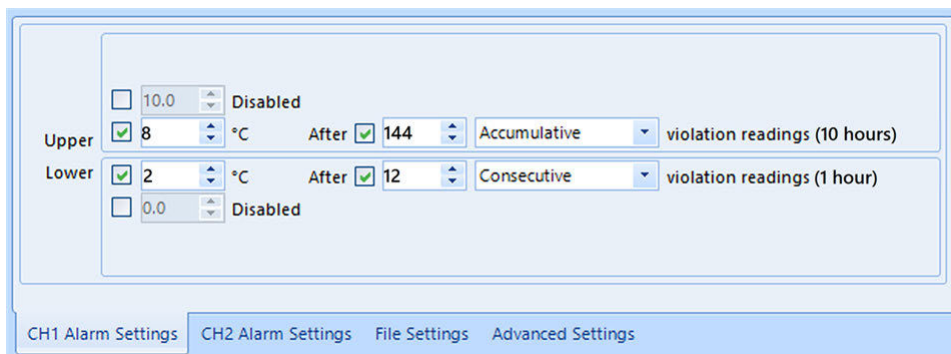 10.0 Disabled
Upper 8 °C After 144 Accumulative violation readings (10 hours)
Lower 2 °C After 12 Consecutive violation readings (1 hour)
0.0 Disabled
CH1 Alarm Settings CH2 Alarm Settings File Settings Advanced Settings